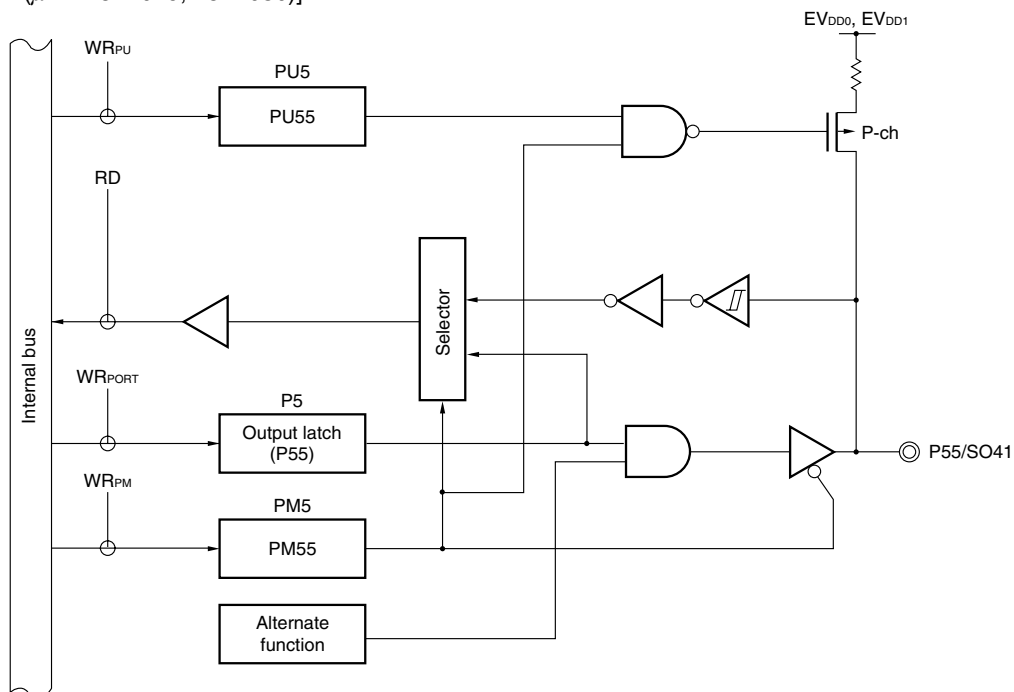 EVDD0, EVDD1
WRPU
PU5
PU55
P-ch
RD
Selector
Internal bus
WRPORT
P5
Output latch
(P55)
P55/SO41
WRPM
PM5
PM55
Alternate
function